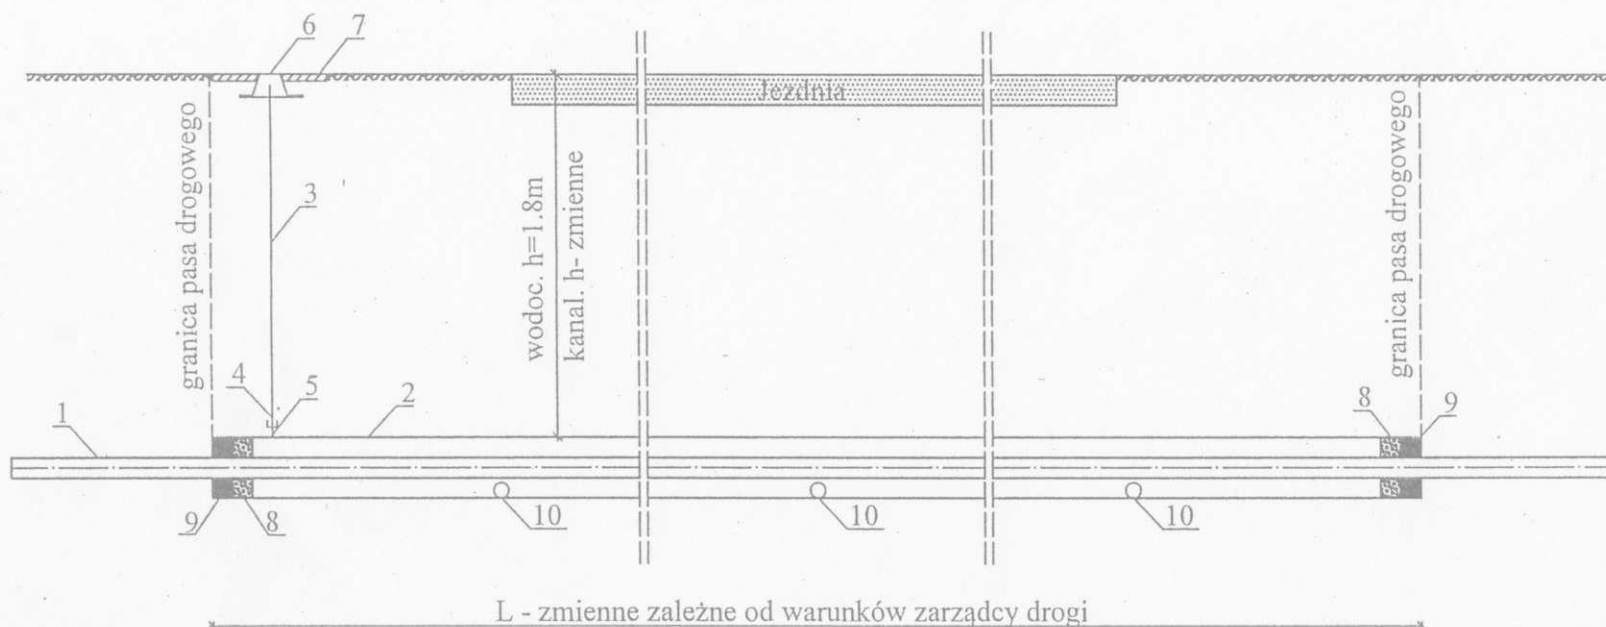 6 7
Jezdnia
granica pasa drogowego
3
wodoc. h=1.8m
kanal. h- zmienne
granica pasa drogowego
4 5 2 8 9
1
9 8 10 10 10
L - zmienne zależne od warunków zarządcy drogi